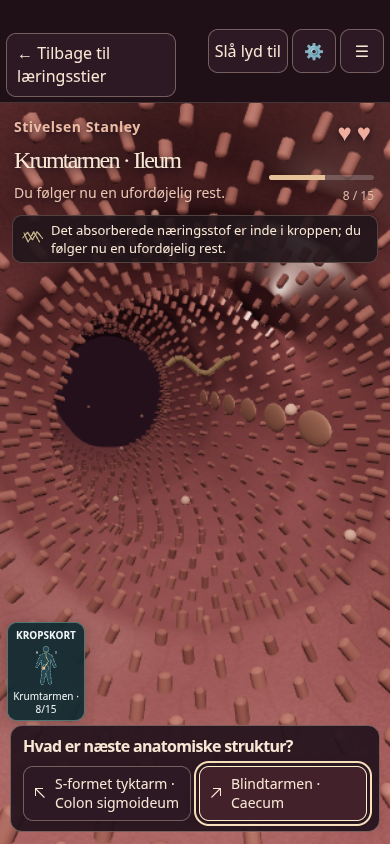 ← Tilbage til
læringsstier
Slå lyd til
Stivelsen Stanley
Krumtarmen · Ileum
Du følger nu en ufordøjelig rest.
8 / 15
Det absorberede næringsstof er inde i kroppen; du
følger nu en ufordøjelig rest.
KROPSKORT
Krumtarmen ·
8/15
Hvad er næste anatomiske struktur?
S-formet tyktarm ·
Colon sigmoideum
Blindtarmen ·
Caecum